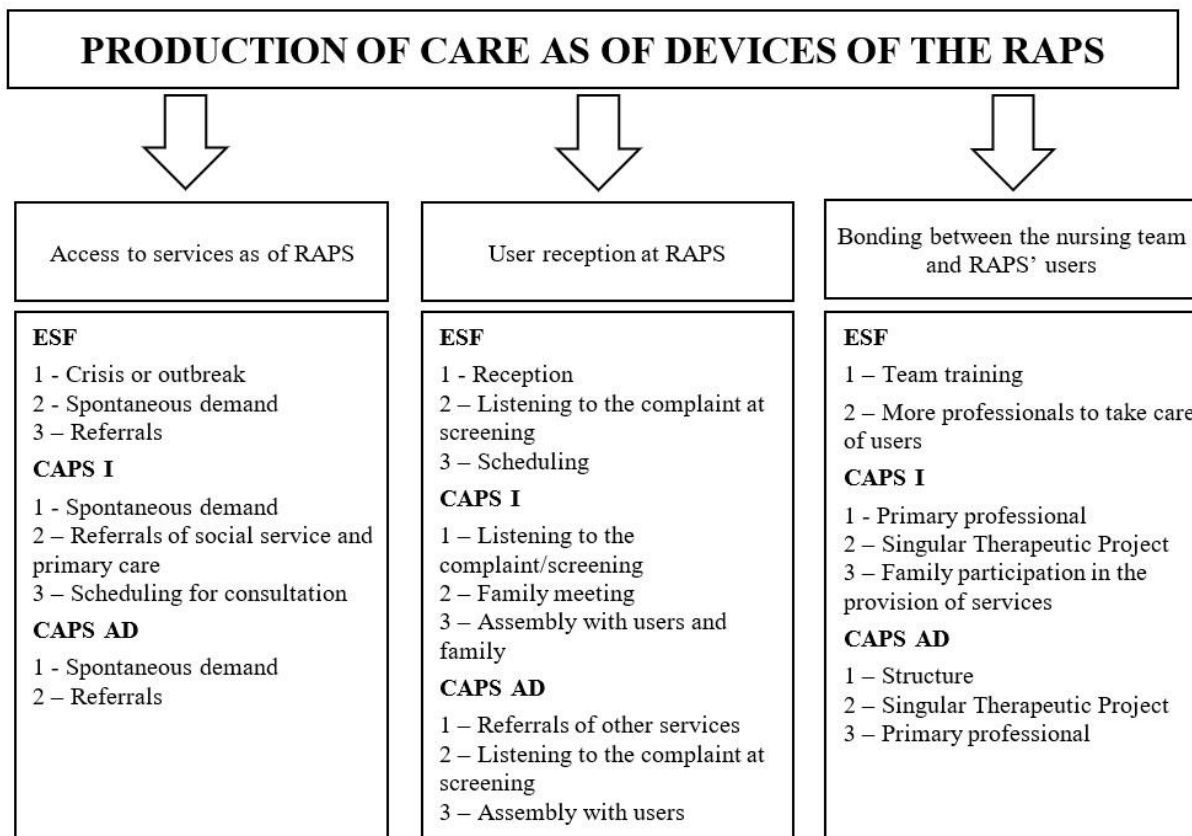 PRODUCTION OF CARE AS OF DEVICES OF THE RAPS
Access to services as of RAPS
ESF
1 - Crisis or outbreak
2 - Spontaneous demand
3 – Referrals
CAPS I
1 - Spontaneous demand
2 – Referrals of social service and
primary care
3 – Scheduling for consultation
CAPS AD
1 - Spontaneous demand
2 – Referrals
User reception at RAPS
ESF
1 - Reception
2 – Listening to the complaint at
screening
3 – Scheduling
CAPS I
1 – Listening to the
complaint/screening
2 – Family meeting
3 – Assembly with users and
family
CAPS AD
1 – Referrals of other services
2 – Listening to the complaint at
screening
3 – Assembly with users
Bonding between the nursing team
and RAPS’ users
ESF
1 – Team training
2 – More professionals to take care
of users
CAPS I
1 - Primary professional
2 – Singular Therapeutic Project
3 – Family participation in the
provision of services
CAPS AD
1 – Structure
2 – Singular Therapeutic Project
3 – Primary professional